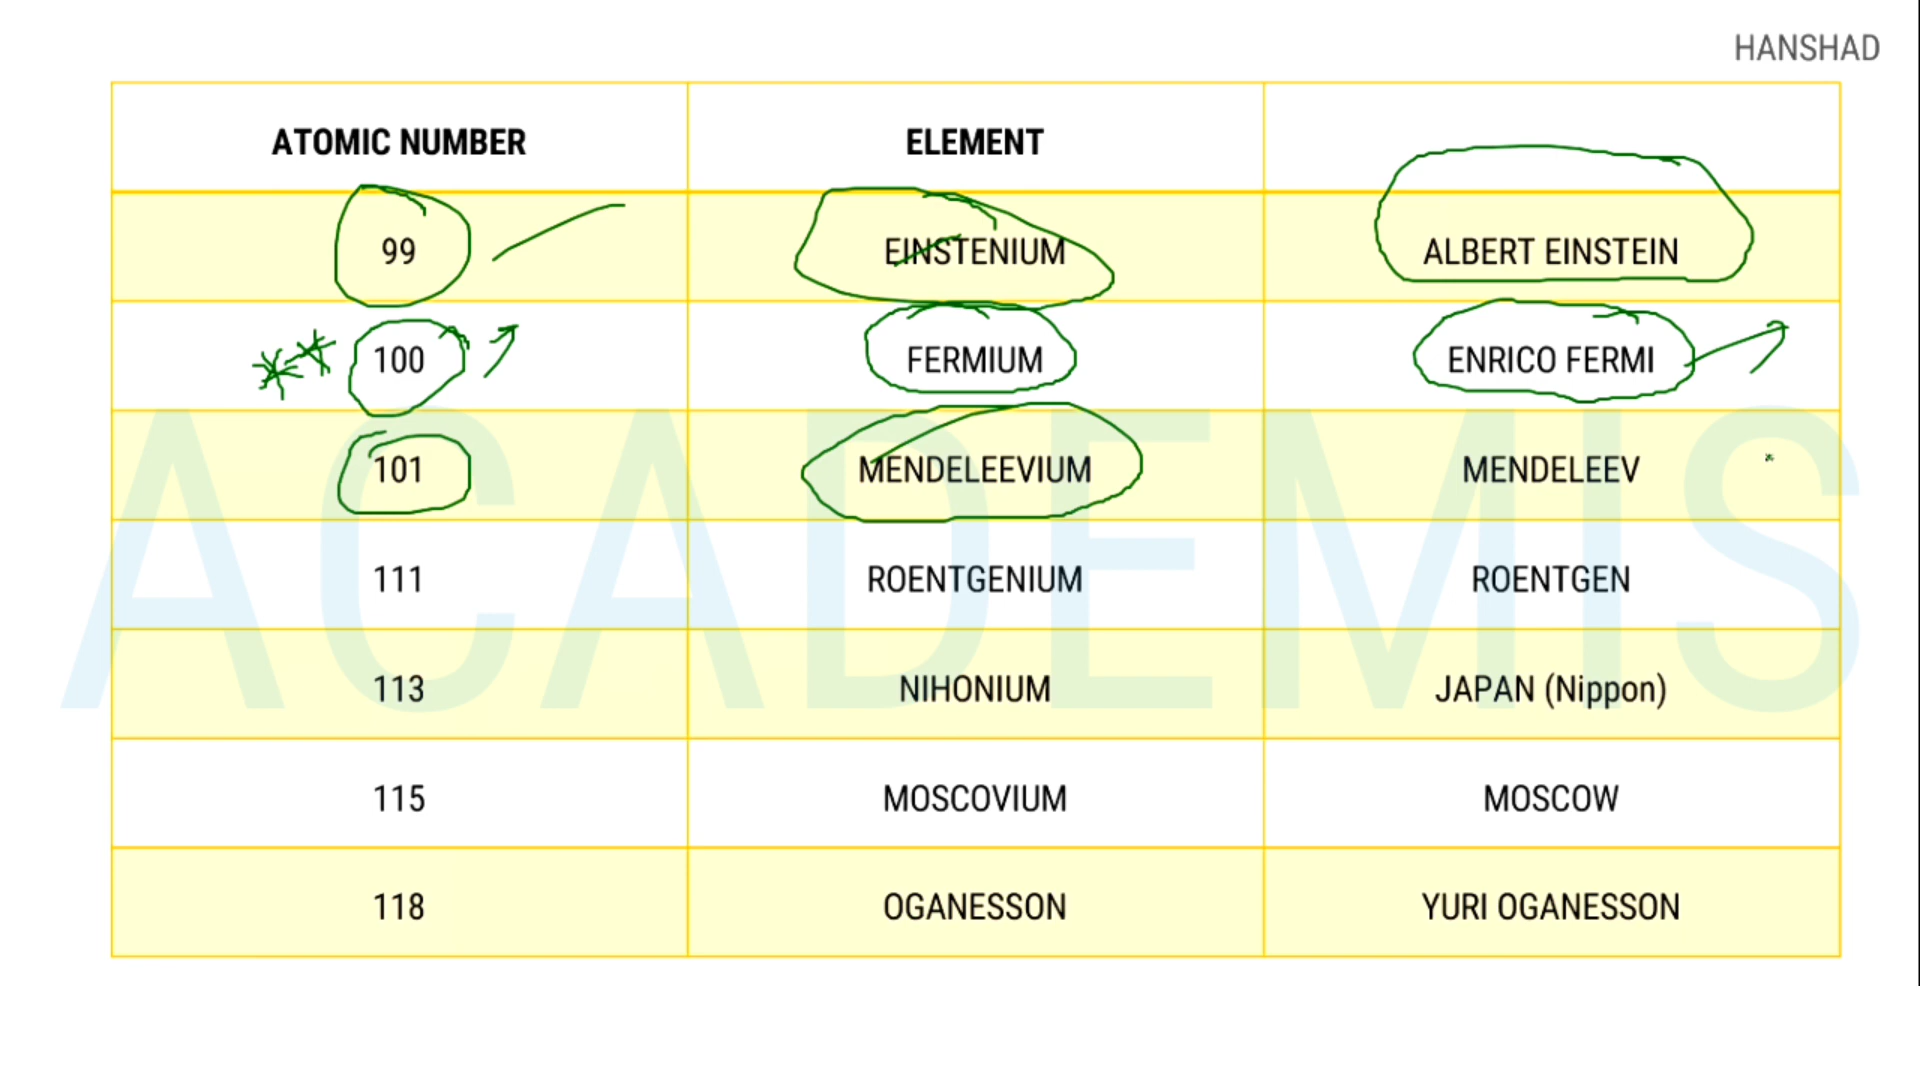 HANSHAD
ATOMIC NUMBER ELEMENT
99 EINSTENIUM ALBERT EINSTEIN
100 FERMIUM ENRICO FERMI
101 MENDELEEVIUM MENDELEEV
111 ROENTGENIUM ROENTGEN
113 NIHONIUM JAPAN (Nippon)
115 MOSCOVIUM MOSCOW
118 OGANESSON YURI OGANESSON
ACADEMIS